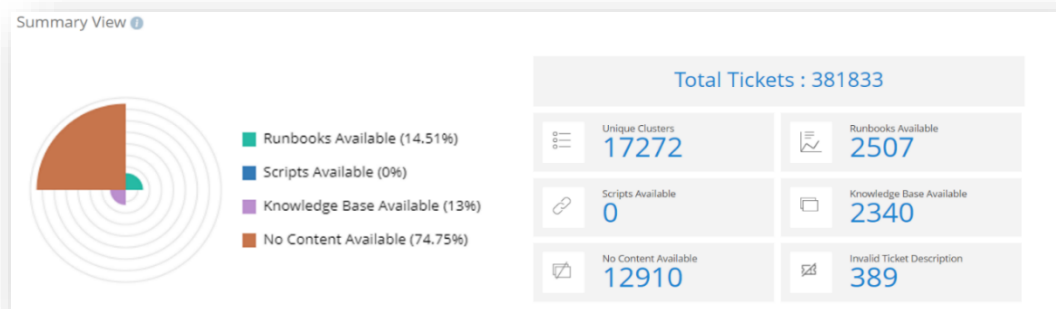 Summary View
Runbooks Available (14.51%)
Scripts Available (0%)
Knowledge Base Available (13%)
No Content Available (74.75%)
Total Tickets : 381833
Unique Clusters
17272
Runbooks Available
2507
Scripts Available
0
Knowledge Base Available
2340
No Content Available
12910
Invalid Ticket Description
389